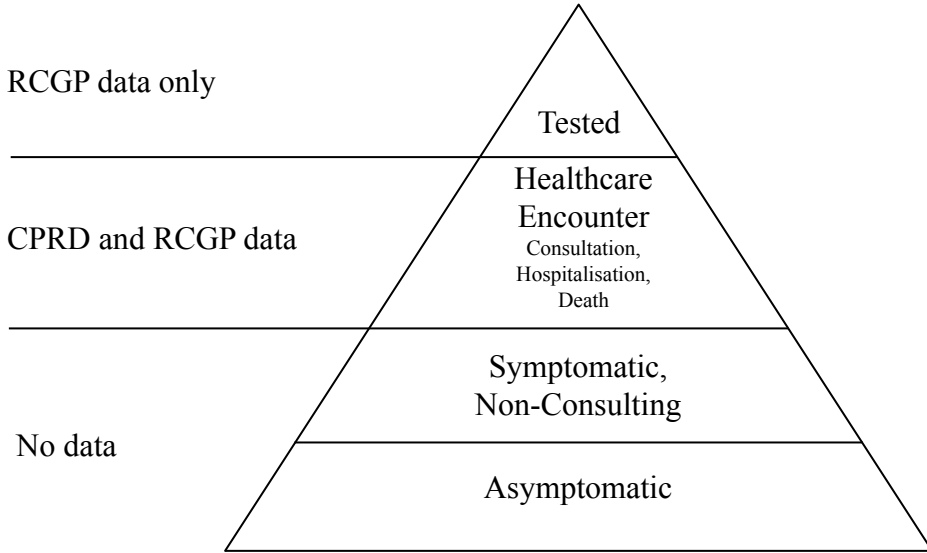 RCGP data only
Tested
CPRD and RCGP data
Healthcare
Encounter
Consultation,
Hospitalisation,
Death
No data
Symptomatic,
Non-Consulting
Asymptomatic